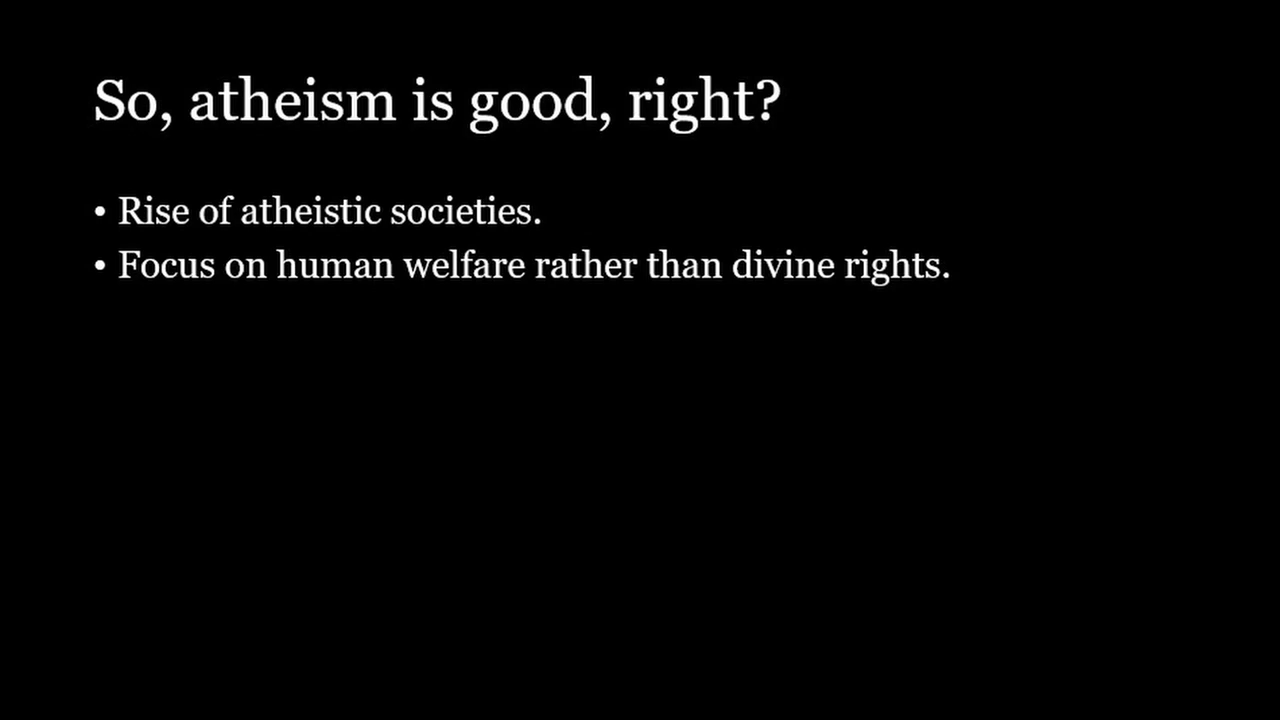 So, atheism is good, right?
• Rise of atheistic societies.
• Focus on human welfare rather than divine rights.